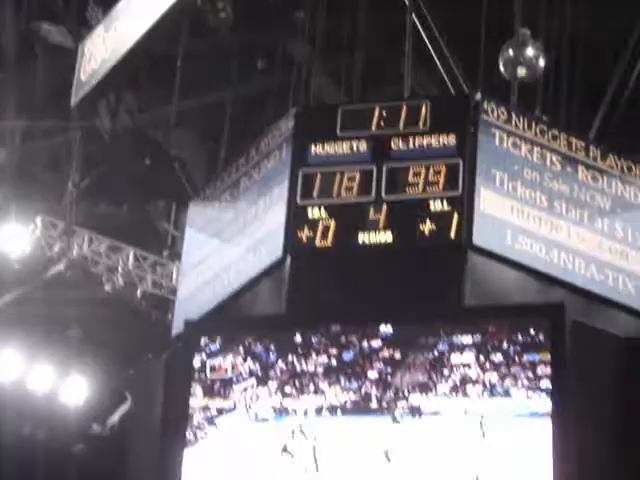 1:11
NUGGETS CLIPPERS
118 99
T.O.L. 4 T.O.L.
0 PERIOD 1
'09 NUGGETS PLAYO
TICKETS - ROUN
on Sale NOW
Tickets start at $1
1.800.4NBA-TIX